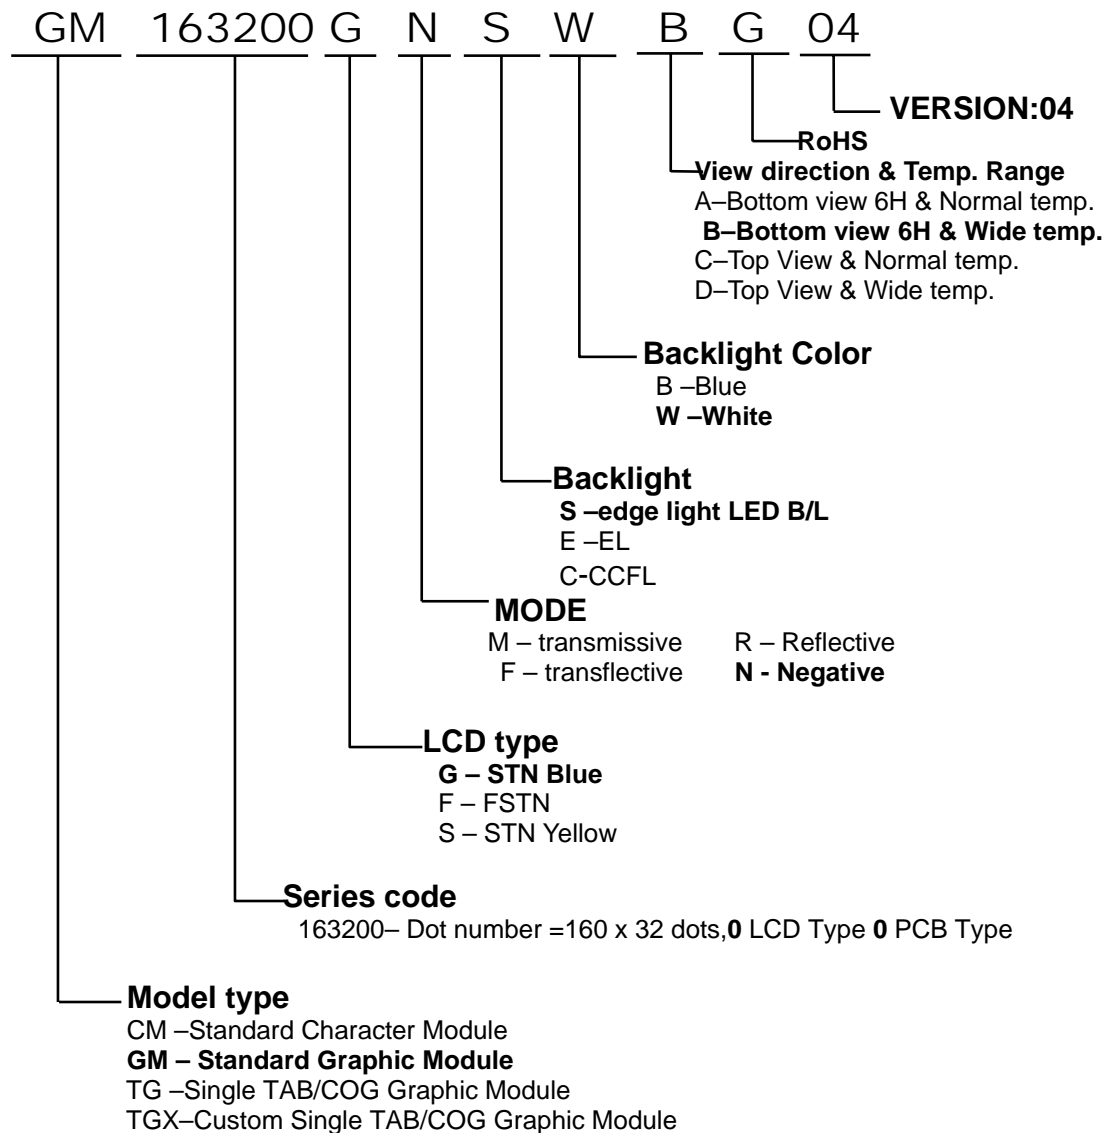 GM 163200 G N S W B G 04
VERSION:04
RoHS
View direction & Temp. Range
A–Bottom view 6H & Normal temp.
B–Bottom view 6H & Wide temp.
C–Top View & Normal temp.
D–Top View & Wide temp.
Backlight Color
B –Blue
W –White
Backlight
S –edge light LED B/L
E –EL
C-CCFL
MODE
M – transmissive R – Reflective
F – transflective N - Negative
LCD type
G – STN Blue
F – FSTN
S – STN Yellow
Series code
163200– Dot number =160 x 32 dots,0 LCD Type 0 PCB Type
Model type
CM –Standard Character Module
GM – Standard Graphic Module
TG –Single TAB/COG Graphic Module
TGX–Custom Single TAB/COG Graphic Module